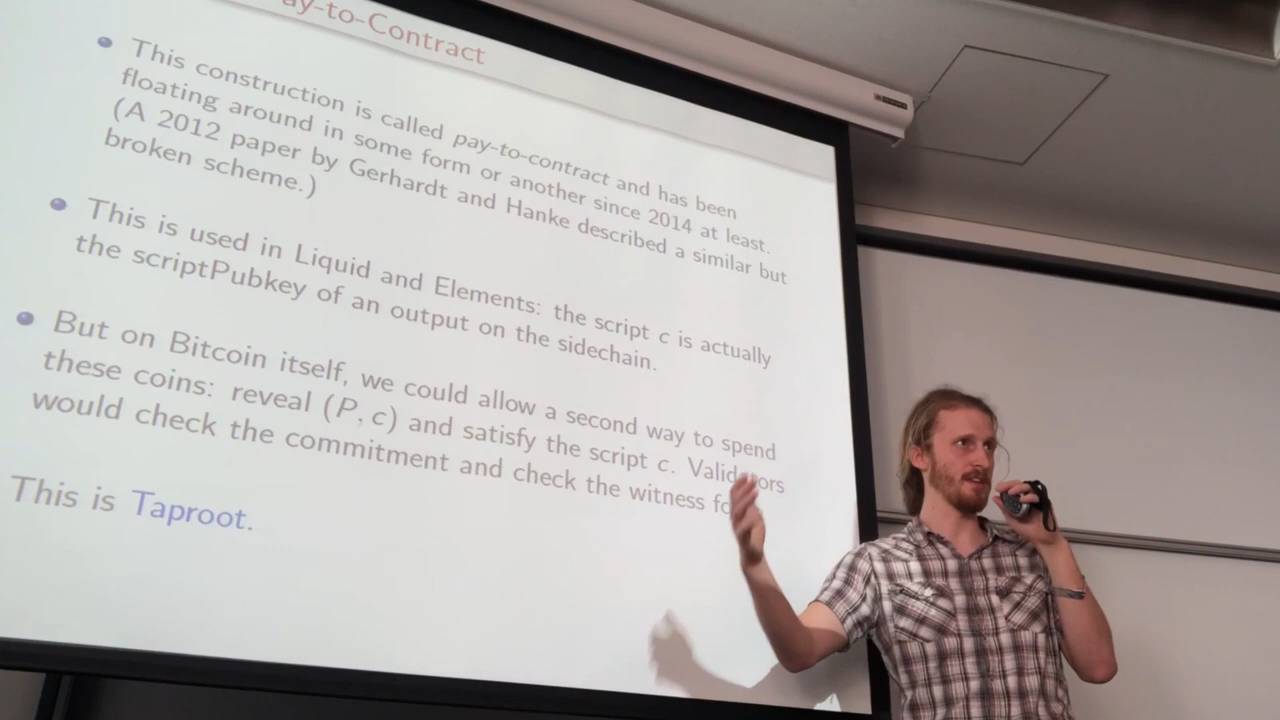 ay-to-Contract
This construction is called pay-to-contract and has been
floating around in some form or another since 2014 at least.
(A 2012 paper by Gerhardt and Hanke described a similar but
broken scheme.)
This is used in Liquid and Elements: the script c is actually
the scriptPubkey of an output on the sidechain.
But on Bitcoin itself, we could allow a second way to spend
these coins: reveal (P, c) and satisfy the script c. Validators
would check the commitment and check the witness fo
This is Taproot.